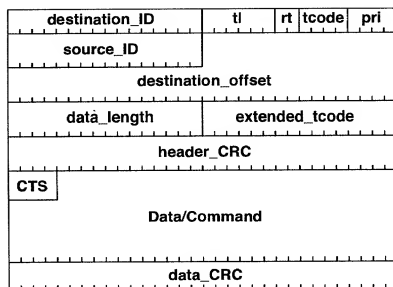 destination_ID tl rt tcode pri
source_ID
destination_offset
data_length extended_tcode
header_CRC
CTS
Data/Command
data_CRC